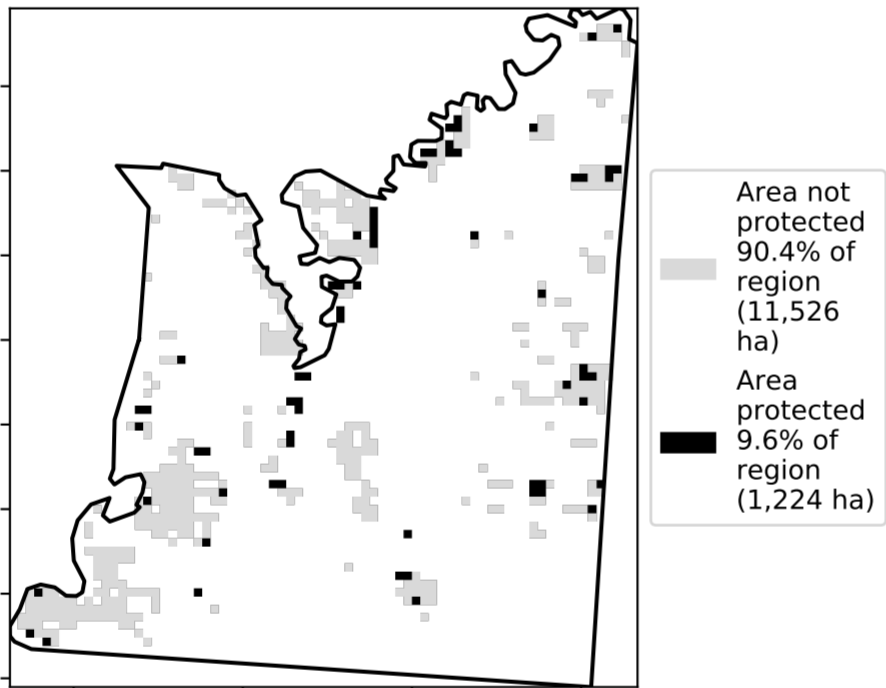 Area not
protected
90.4% of
region
(11,526
ha)
Area
protected
9.6% of
region
(1,224 ha)